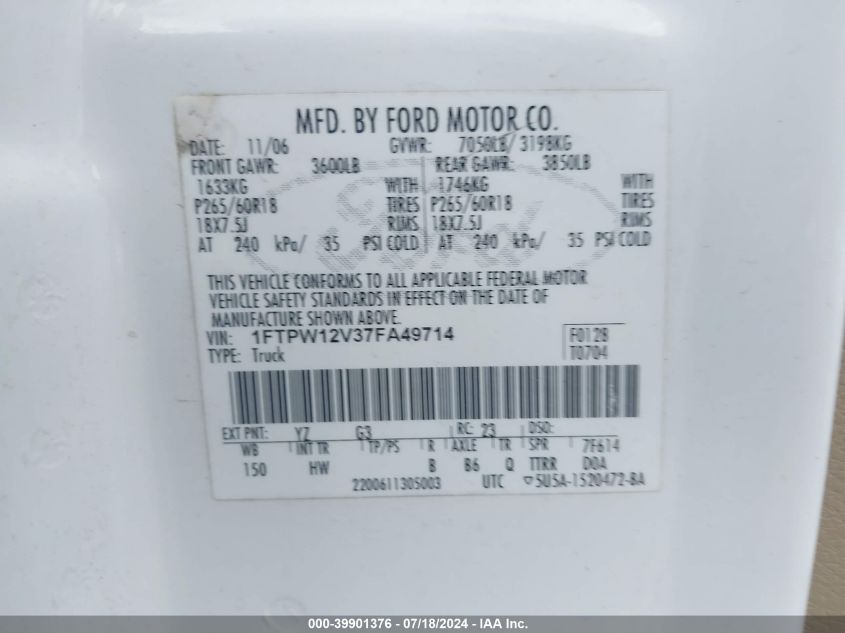 MFD. BY FORD MOTOR CO.
DATE: 11/06 GVWR: 7050LB/ 3198KG
FRONT GAWR: 3600LB REAR GAWR: 3850LB
1633KG WITH 1746KG WITH
P265/60R18 TIRES P265/60R18 TIRES
18X7.5J RIMS 18X7.5J RIMS
AT 240 kPa/ 35 PSI COLD AT 240 kPa/ 35 PSI COLD
THIS VEHICLE CONFORMS TO ALL APPLICABLE FEDERAL MOTOR
VEHICLE SAFETY STANDARDS IN EFFECT ON THE DATE OF
MANUFACTURE SHOWN ABOVE.
VIN: 1FTPW12V37FA49714 F0128
TYPE: Truck T0704
EXT PNT: YZ G3 RC: 23 DSO:
WB INT TR TP/PS R AXLE TR SPR 7F614
150 HW B B6 Q TTRR DOA
2200611305003 UTC ▽5U5A-1520472-BA
000-39901376 - 07/18/2024 - IAA Inc.